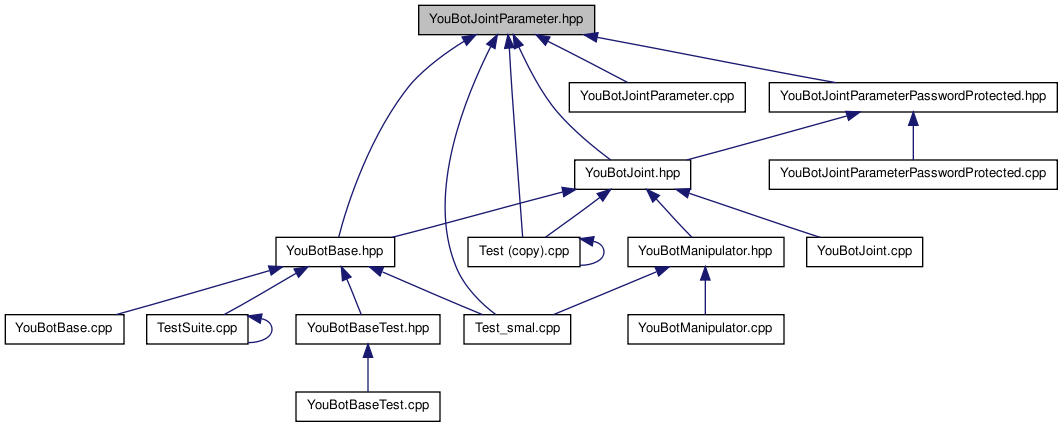 YouBotJointParameter.hpp
YouBotJointParameter.cpp
YouBotJointParameterPasswordProtected.hpp
YouBotJoint.hpp
YouBotJointParameterPasswordProtected.cpp
YouBotBase.hpp
Test (copy).cpp
YouBotManipulator.hpp
YouBotJoint.cpp
YouBotBase.cpp
TestSuite.cpp
YouBotBaseTest.hpp
Test_smal.cpp
YouBotManipulator.cpp
YouBotBaseTest.cpp